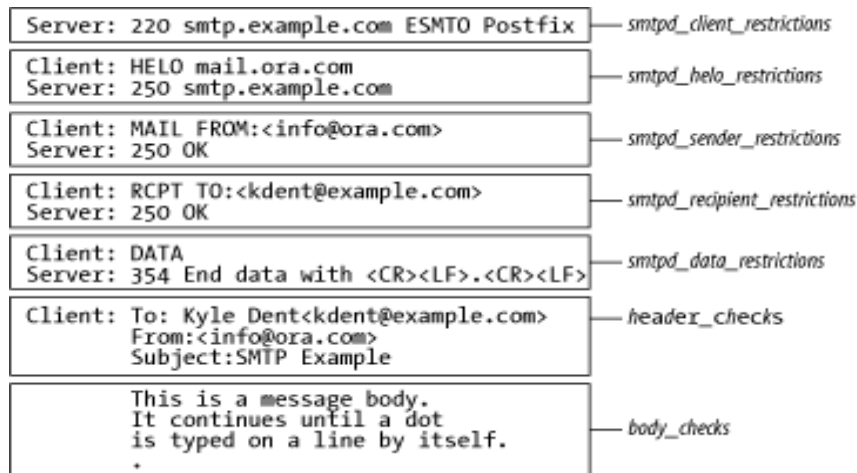 Server: 220 smtp.example.com ESMTO Postfix
smtpd_client_restrictions
Client: HELO mail.ora.com
Server: 250 smtp.example.com
smtpd_helo_restrictions
Client: MAIL FROM:<info@ora.com>
Server: 250 OK
smtpd_sender_restrictions
Client: RCPT TO:<kdent@example.com>
Server: 250 OK
smtpd_recipient_restrictions
Client: DATA
Server: 354 End data with <CR><LF>.<CR><LF>
smtpd_data_restrictions
Client: To: Kyle Dent<kdent@example.com>
From:<info@ora.com>
Subject:SMTP Example
header_checks
This is a message body.
It continues until a dot
is typed on a line by itself.
.
body_checks